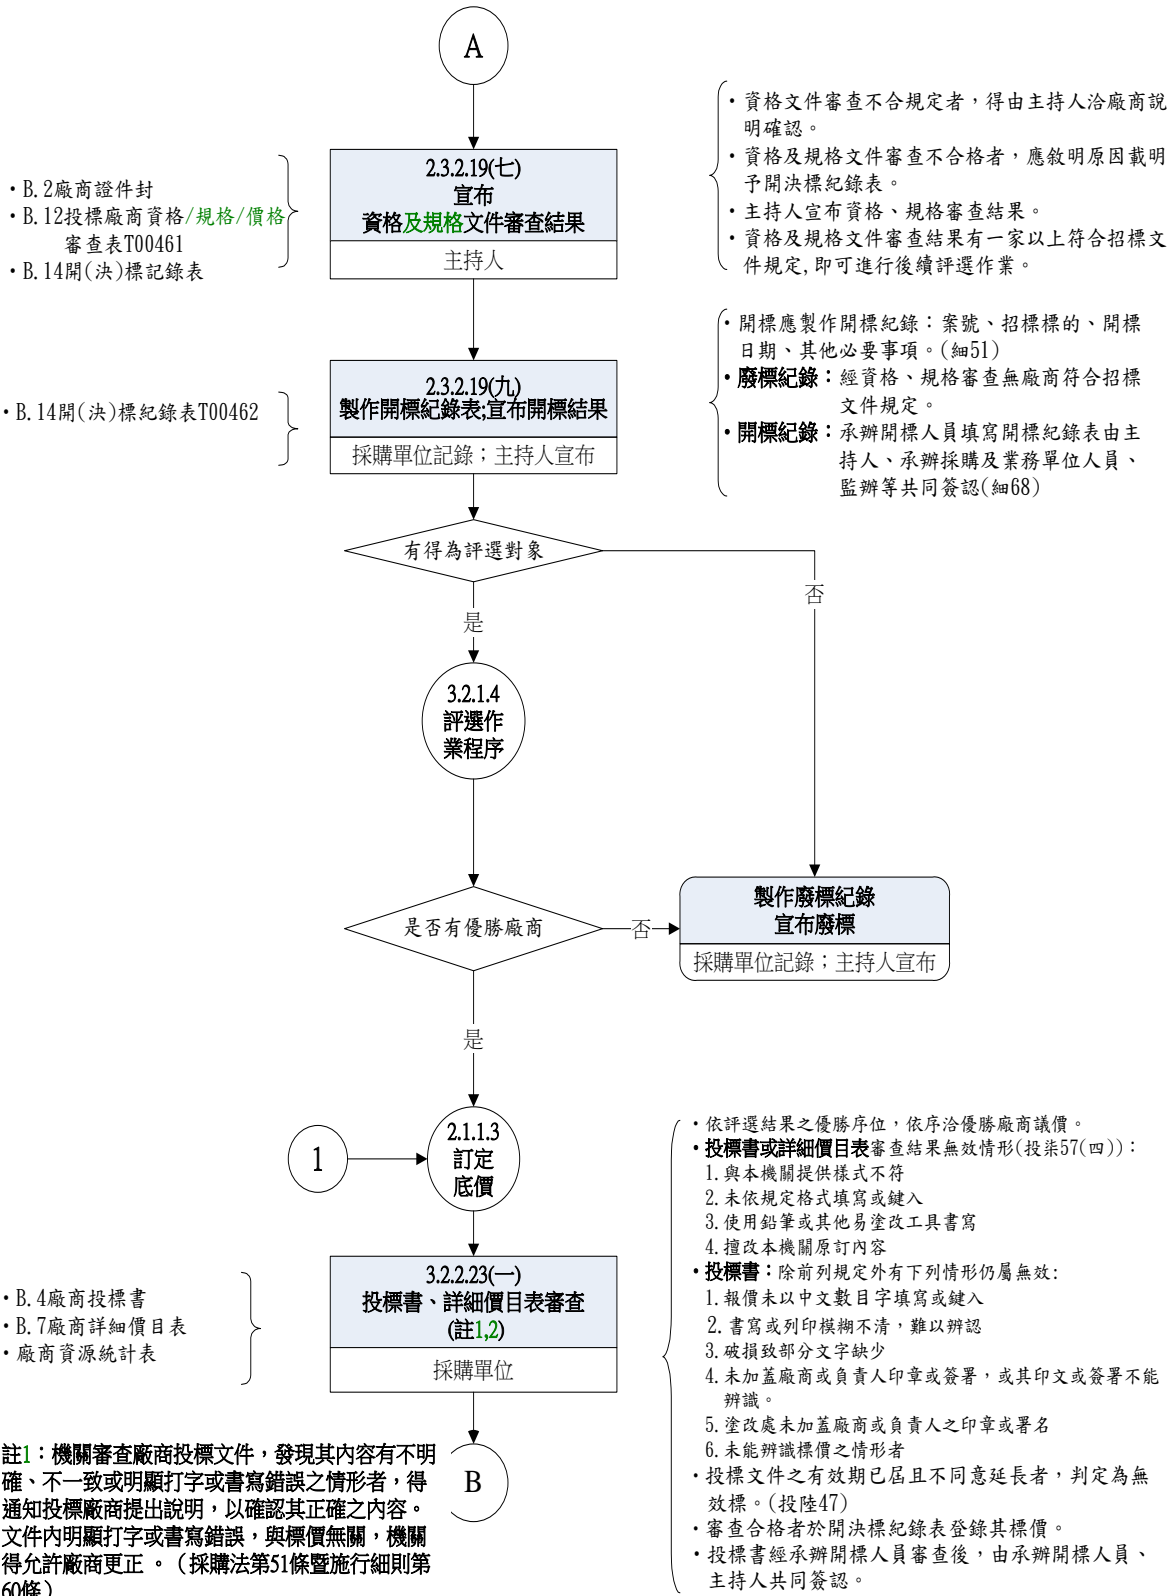 A
・B.2廠商證件封
・B.12投標廠商資格/規格/價格
審查表T00461
・B.14開(決)標記錄表
2.3.2.19(七)
宣布
資格及規格文件審查結果
主持人
・資格文件審查不合規定者，得由主持人洽廠商說
明確認。
・資格及規格文件審查不合格者，應敘明原因載明
予開決標紀錄表。
・主持人宣布資格、規格審查結果。
・資格及規格文件審查結果有一家以上符合招標文
件規定,即可進行後續評選作業。
・B.14開(決)標紀錄表T00462
2.3.2.19(九)
製作開標紀錄表;宣布開標結果
採購單位記錄；主持人宣布
・開標應製作開標紀錄：案號、招標標的、開標
日期、其他必要事項。(細51)
・廢標紀錄：經資格、規格審查無廠商符合招標
文件規定。
・開標紀錄：承辦開標人員填寫開標紀錄表由主
持人、承辦採購及業務單位人員、
監辦等共同簽認(細68)
有得為評選對象
否
是
3.2.1.4
評選作
業程序
是否有優勝廠商
否
製作廢標紀錄
宣布廢標
採購單位記錄；主持人宣布
是
1
2.1.1.3
訂定
底價
・B.4廠商投標書
・B.7廠商詳細價目表
・廠商資源統計表
3.2.2.23(一)
投標書、詳細價目表審查
(註1,2)
採購單位
・依評選結果之優勝序位，依序洽優勝廠商議價。
・投標書或詳細價目表審查結果無效情形(投柒57(四))：
1.與本機關提供樣式不符
2.未依規定格式填寫或鍵入
3.使用鉛筆或其他易塗改工具書寫
4.擅改本機關原訂內容
・投標書：除前列規定外有下列情形仍屬無效:
1.報價未以中文數目字填寫或鍵入
2.書寫或列印模糊不清，難以辨認
3.破損致部分文字缺少
4.未加蓋廠商或負責人印章或簽署，或其印文或簽署不能
辨識。
5.塗改處未加蓋廠商或負責人之印章或署名
6.未能辨識標價之情形者
・投標文件之有效期已屆且不同意延長者，判定為無
效標。(投陸47)
・審查合格者於開決標紀錄表登錄其標價。
・投標書經承辦開標人員審查後，由承辦開標人員、
主持人共同簽認。
B
註1：機關審查廠商投標文件，發現其內容有不明
確、不一致或明顯打字或書寫錯誤之情形者，得
通知投標廠商提出說明，以確認其正確之內容。
文件內明顯打字或書寫錯誤，與標價無關，機關
得允許廠商更正 。（採購法第51條暨施行細則第
60條）